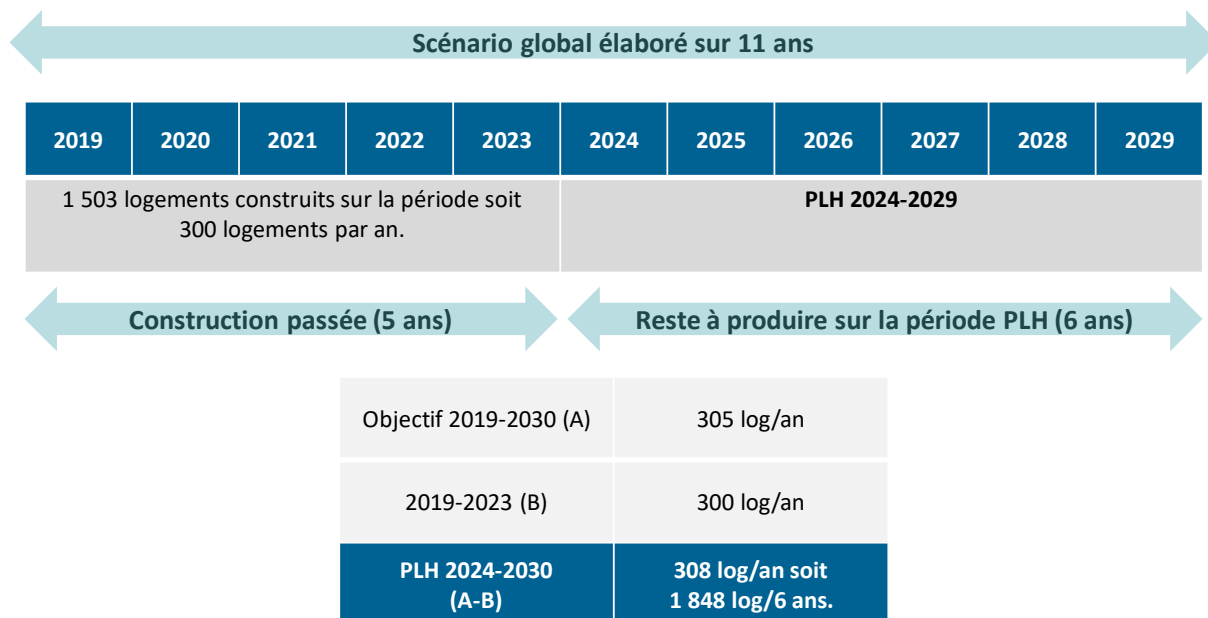 Scénario global élaboré sur 11 ans
2019 2020 2021 2022 2023 2024 2025 2026 2027 2028 2029
1 503 logements construits sur la période soit
300 logements par an.
PLH 2024-2029
Construction passée (5 ans)
Reste à produire sur la période PLH (6 ans)
Objectif 2019-2030 (A) 305 log/an
2019-2023 (B) 300 log/an
PLH 2024-2030
(A-B)
308 log/an soit
1 848 log/6 ans.